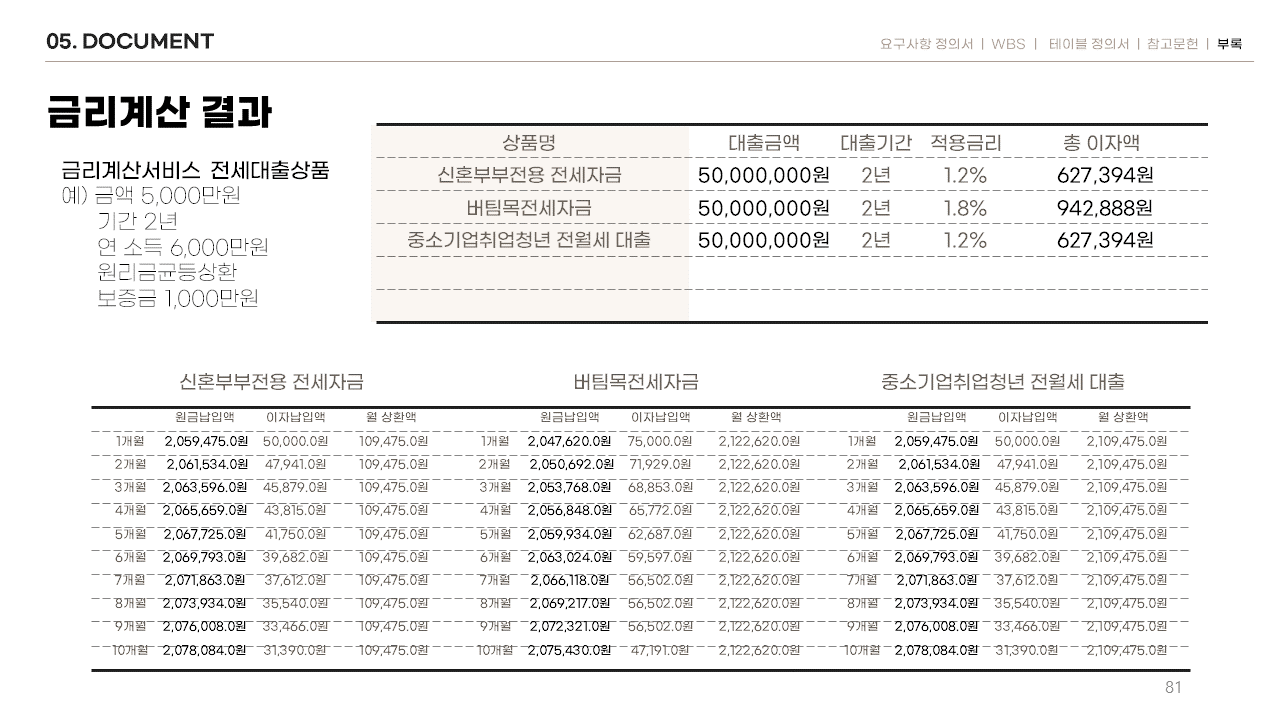 05. DOCUMENT
요구사항 정의서 | WBS | 테이블 정의서 | 참고문헌 | 부록
금리계산 결과
금리계산서비스 전세대출상품
예) 금액 5,000만원
기간 2년
연 소득 6,000만원
원리금균등상환
보증금 1,000만원
상품명 대출금액 대출기간 적용금리 총 이자액
신혼부부전용 전세자금 50,000,000원 2년 1.2% 627,394원
버팀목전세자금 50,000,000원 2년 1.8% 942,888원
중소기업취업청년 전월세 대출 50,000,000원 2년 1.2% 627,394원
신혼부부전용 전세자금 버팀목전세자금 중소기업취업청년 전월세 대출
원금납입액 이자납입액 월 상환액 원금납입액 이자납입액 월 상환액 원금납입액 이자납입액 월 상환액
1개월 2,059,475.0원 50,000.0원 109,475.0원 1개월 2,047,620.0원 75,000.0원 2,122,620.0원 1개월 2,059,475.0원 50,000.0원 2,109,475.0원
2개월 2,061,534.0원 47,941.0원 109,475.0원 2개월 2,050,692.0원 71,929.0원 2,122,620.0원 2개월 2,061,534.0원 47,941.0원 2,109,475.0원
3개월 2,063,596.0원 45,879.0원 109,475.0원 3개월 2,053,768.0원 68,853.0원 2,122,620.0원 3개월 2,063,596.0원 45,879.0원 2,109,475.0원
4개월 2,065,659.0원 43,815.0원 109,475.0원 4개월 2,056,848.0원 65,772.0원 2,122,620.0원 4개월 2,065,659.0원 43,815.0원 2,109,475.0원
5개월 2,067,725.0원 41,750.0원 109,475.0원 5개월 2,059,934.0원 62,687.0원 2,122,620.0원 5개월 2,067,725.0원 41,750.0원 2,109,475.0원
6개월 2,069,793.0원 39,682.0원 109,475.0원 6개월 2,063,024.0원 59,597.0원 2,122,620.0원 6개월 2,069,793.0원 39,682.0원 2,109,475.0원
7개월 2,071,863.0원 37,612.0원 109,475.0원 7개월 2,066,118.0원 56,502.0원 2,122,620.0원 7개월 2,071,863.0원 37,612.0원 2,109,475.0원
8개월 2,073,934.0원 35,540.0원 109,475.0원 8개월 2,069,217.0원 56,502.0원 2,122,620.0원 8개월 2,073,934.0원 35,540.0원 2,109,475.0원
9개월 2,076,008.0원 33,466.0원 109,475.0원 9개월 2,072,321.0원 56,502.0원 2,122,620.0원 9개월 2,076,008.0원 33,466.0원 2,109,475.0원
10개월 2,078,084.0원 31,390.0원 109,475.0원 10개월 2,075,430.0원 47,191.0원 2,122,620.0원 10개월 2,078,084.0원 31,390.0원 2,109,475.0원
81